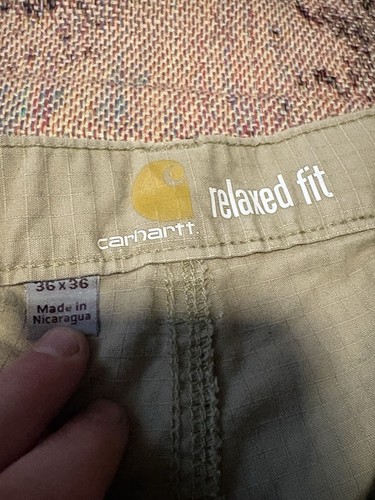 relaxed fit
carhartt.
36 x 36
Made in
Nicaragua